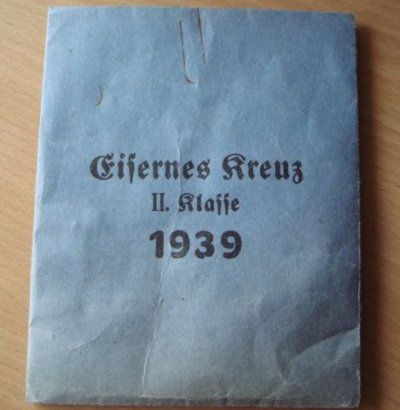 Eiſernes Kreuz
II. Klaſſe
1939